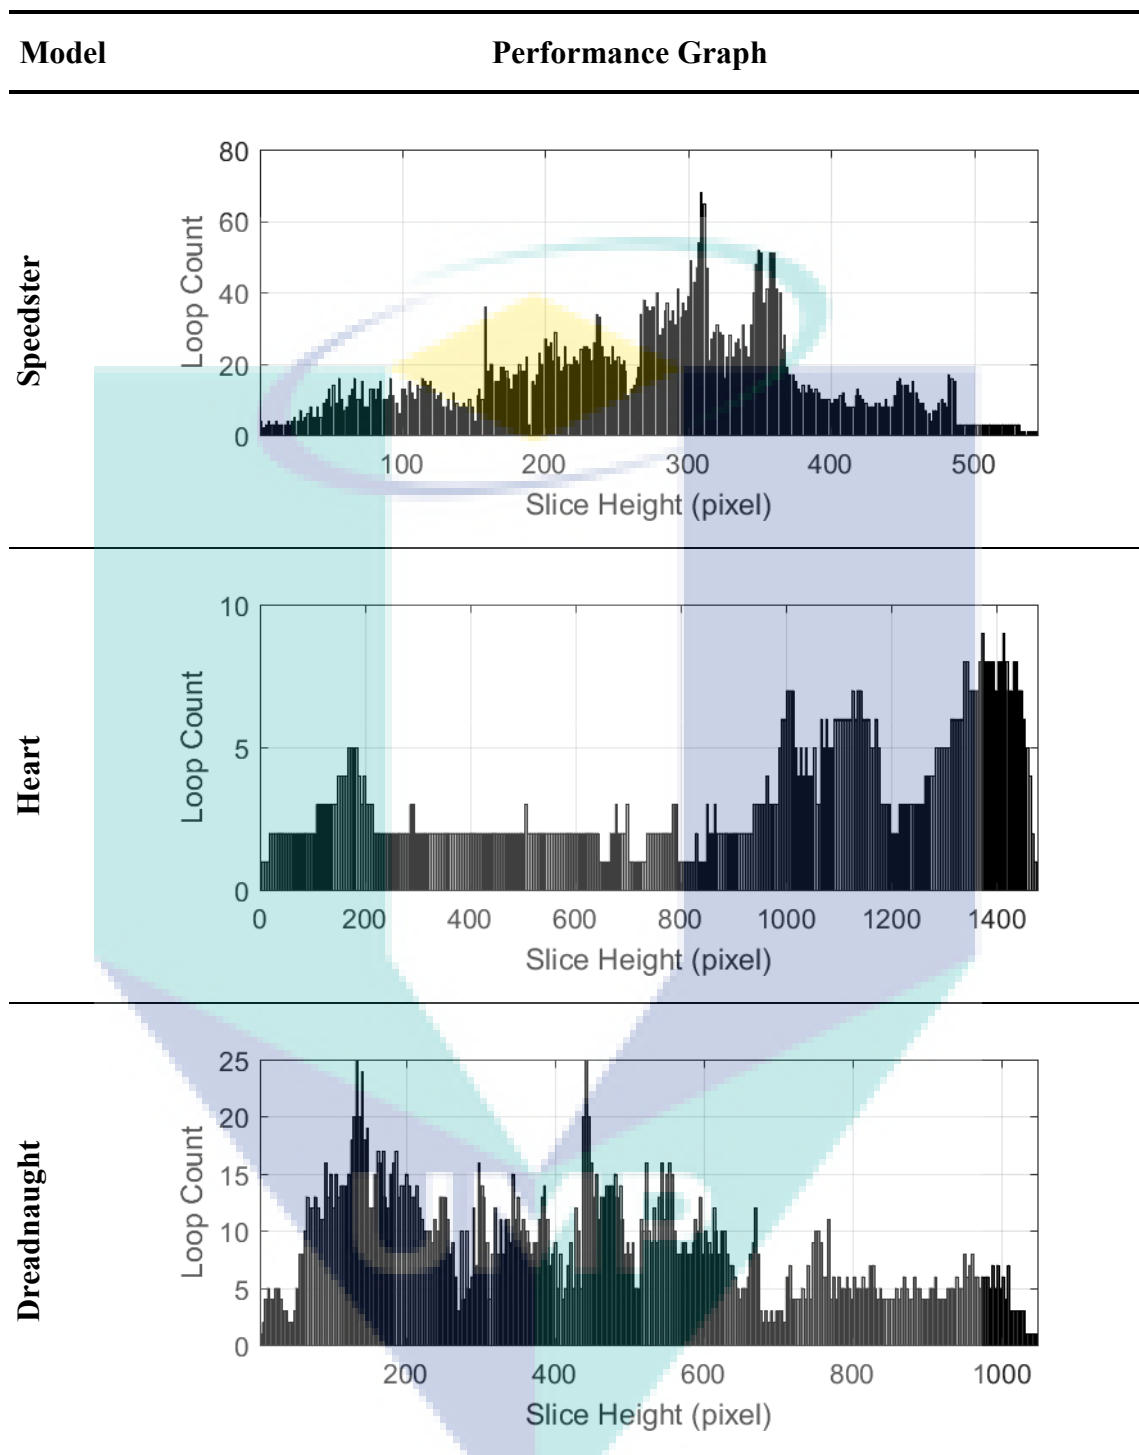 Model Performance Graph
Speedster
Loop Count
80
60
40
20
0
100 200 300 400 500
Slice Height (pixel)
Heart
Loop Count
10
5
0
0 200 400 600 800 1000 1200 1400
Slice Height (pixel)
Dreadnaught
Loop Count
25
20
15
10
5
0
200 400 600 800 1000
Slice Height (pixel)
UMP